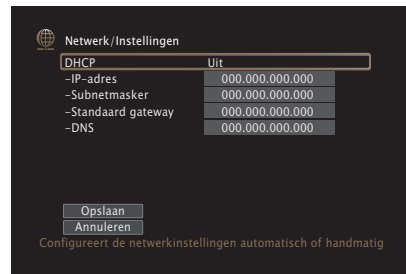 Netwerk/Instellingen
DHCP Uit
-IP-adres 000.000.000.000
-Subnetmasker 000.000.000.000
-Standaard gateway 000.000.000.000
-DNS 000.000.000.000
Opslaan
Annuleren
Configureert de netwerkinstellingen automatisch of handmatig